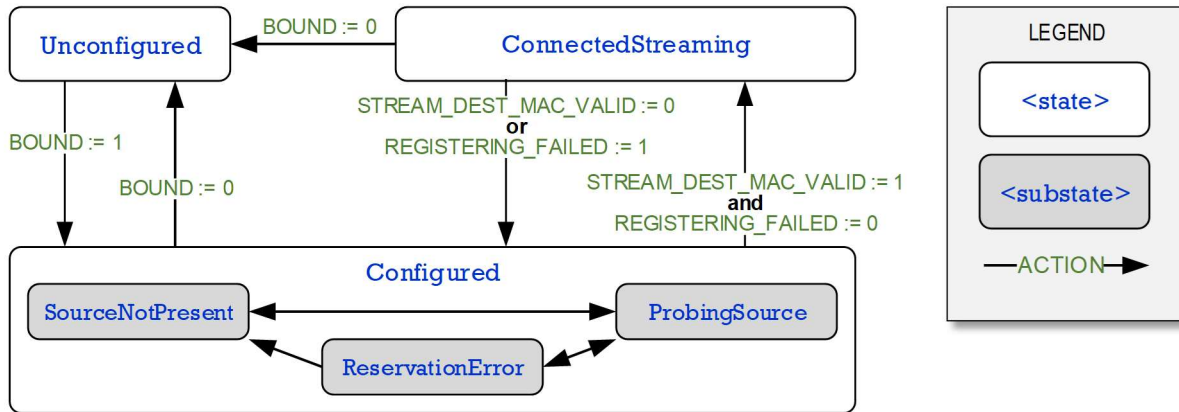 Unconfigured
BOUND := 0
ConnectedStreaming
BOUND := 1
BOUND := 0
STREAM_DEST_MAC_VALID := 0
or
REGISTERING_FAILED := 1
STREAM_DEST_MAC_VALID := 1
and
REGISTERING_FAILED := 0
Configured
SourceNotPresent
ProbingSource
ReservationError
LEGEND
<state>
<substate>
ACTION